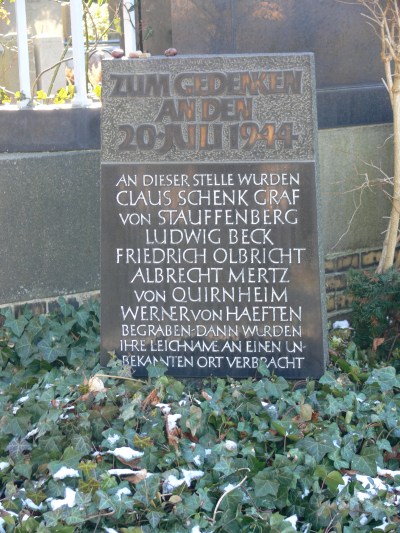 ZUM GEDENKEN
AN DEN
20·JULI 1944·
AN DIESER STELLE WURDEN
CLAUS SCHENK GRAF
VON STAUFFENBERG
LUDWIG BECK
FRIEDRICH OLBRICHT
ALBRECHT MERTZ
VON QUIRNHEIM
WERNER VON HAEFTEN
BEGRABEN·DANN WURDEN
IHRE LEICHNAME AN EINEN UN
BEKANNTEN ORT VERBRACHT